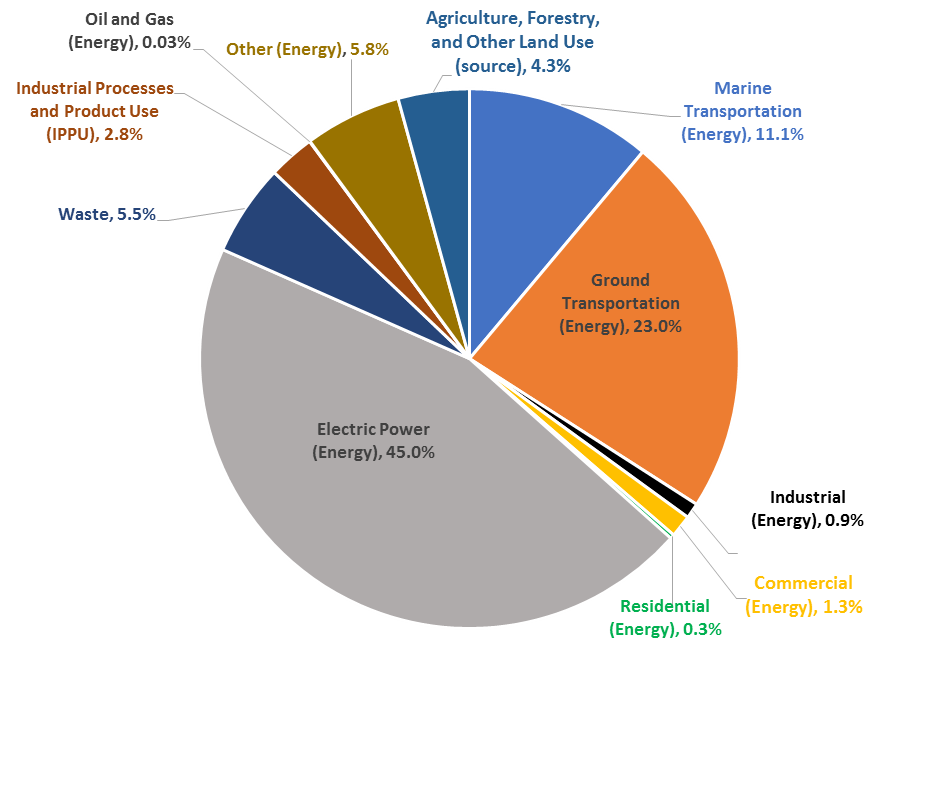 Oil and Gas
(Energy), 0.03%
Other (Energy), 5.8%
Agriculture, Forestry,
and Other Land Use
(source), 4.3%
Industrial Processes
and Product Use
(IPPU), 2.8%
Marine
Transportation
(Energy), 11.1%
Waste, 5.5%
Ground
Transportation
(Energy), 23.0%
Electric Power
(Energy), 45.0%
Industrial
(Energy), 0.9%
Commercial
(Energy), 1.3%
Residential
(Energy), 0.3%